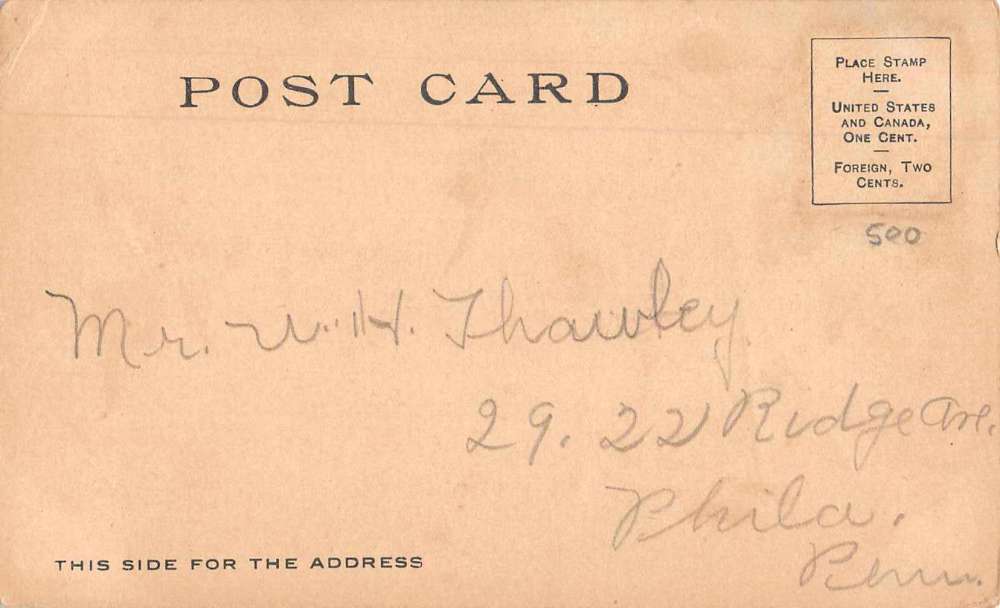 POST CARD
PLACE STAMP
HERE.
UNITED STATES
AND CANADA,
ONE CENT.
FOREIGN, TWO
CENTS.
500
Mr. W. H. Thawley
29. 22 Ridge Ave.
Phila.
Penn.
THIS SIDE FOR THE ADDRESS